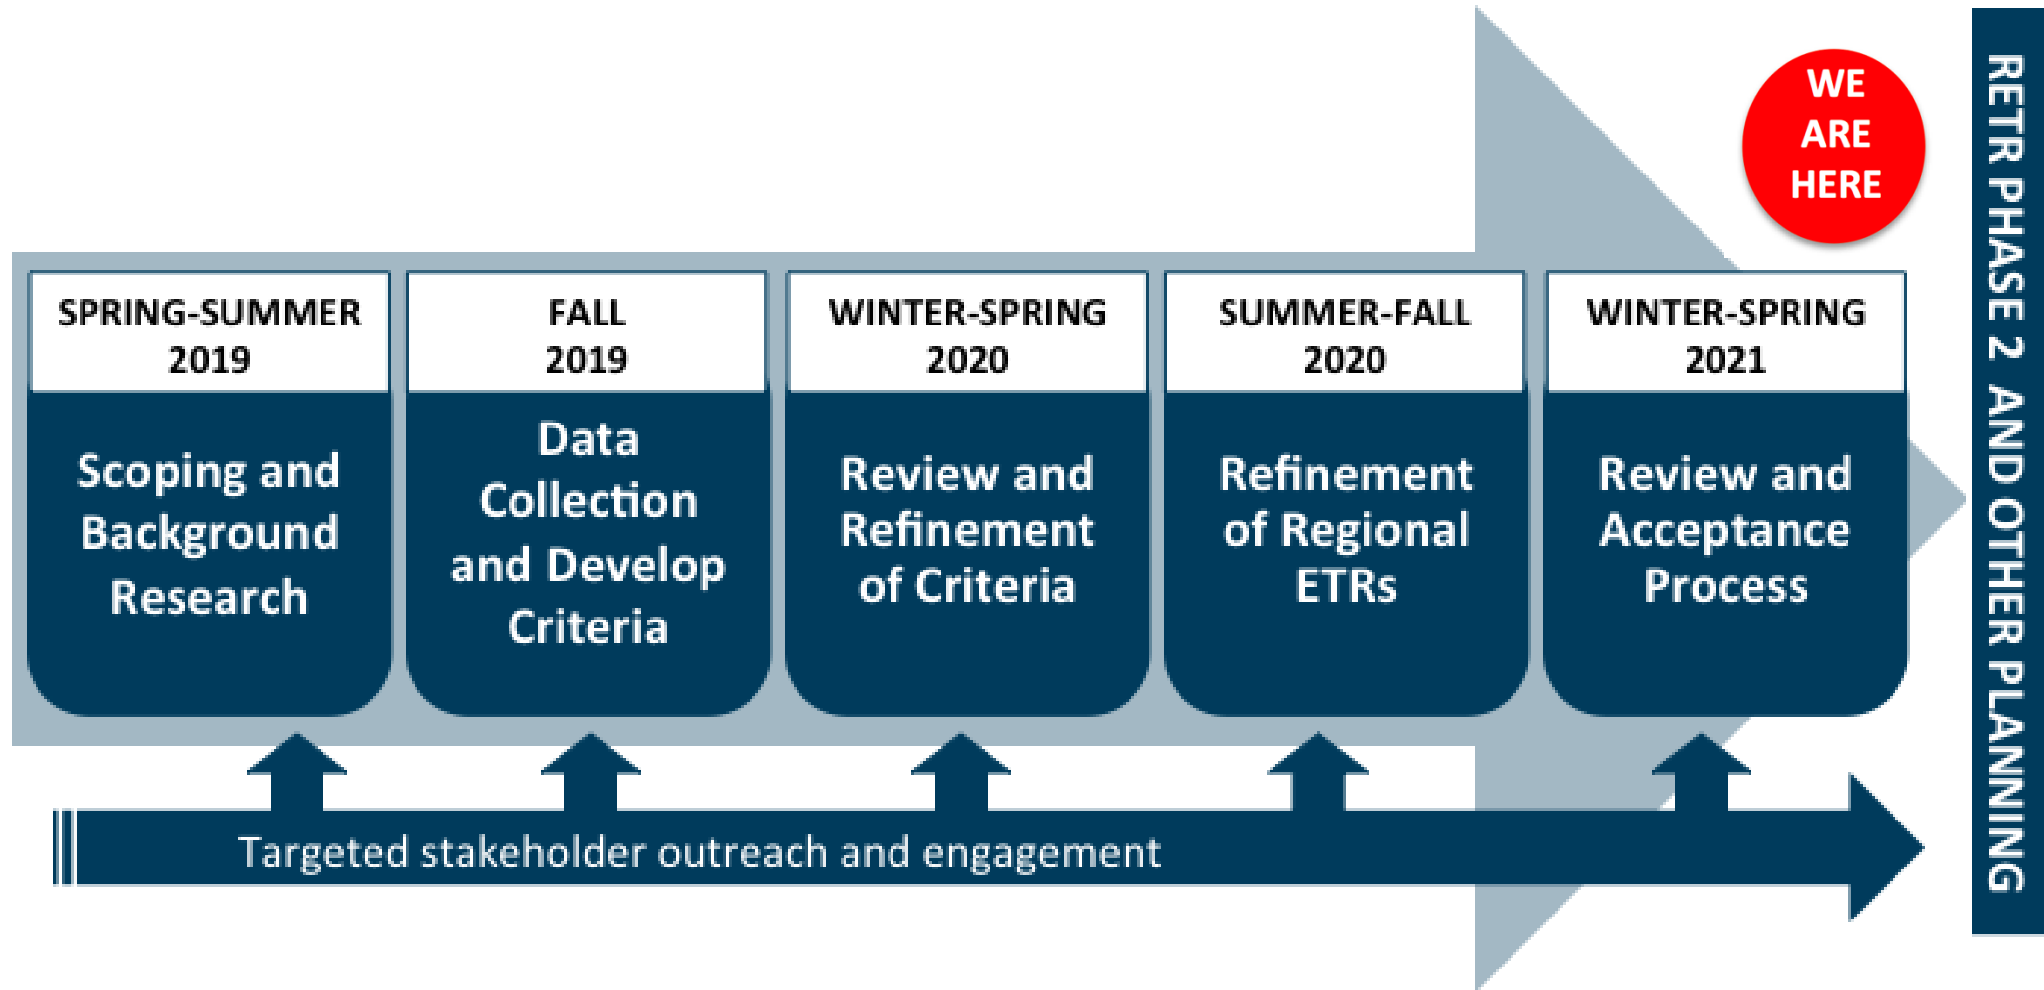 WE
ARE
HERE
SPRING-SUMMER
2019
Scoping and
Background
Research
FALL
2019
Data
Collection
and Develop
Criteria
WINTER-SPRING
2020
Review and
Refinement
of Criteria
SUMMER-FALL
2020
Refinement
of Regional
ETRs
WINTER-SPRING
2021
Review and
Acceptance
Process
Targeted stakeholder outreach and engagement
RETR PHASE 2 AND OTHER PLANNING